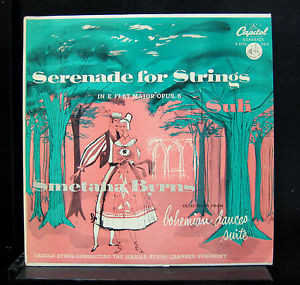 Capitol
CLASSICS
Serenade for Strings
IN E FLAT MAJOR OPUS 6
Suk
Smetana Byrns
SELECTIONS FROM
bohemian dances
suite
HAROLD BYRNS CONDUCTING THE HAROLD BYRNS CHAMBER SYMPHONY